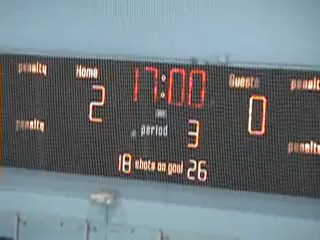 penalty Home 17:00 Guests penalty
2 0
penalty period 3 penalty
18 shots on goal 26